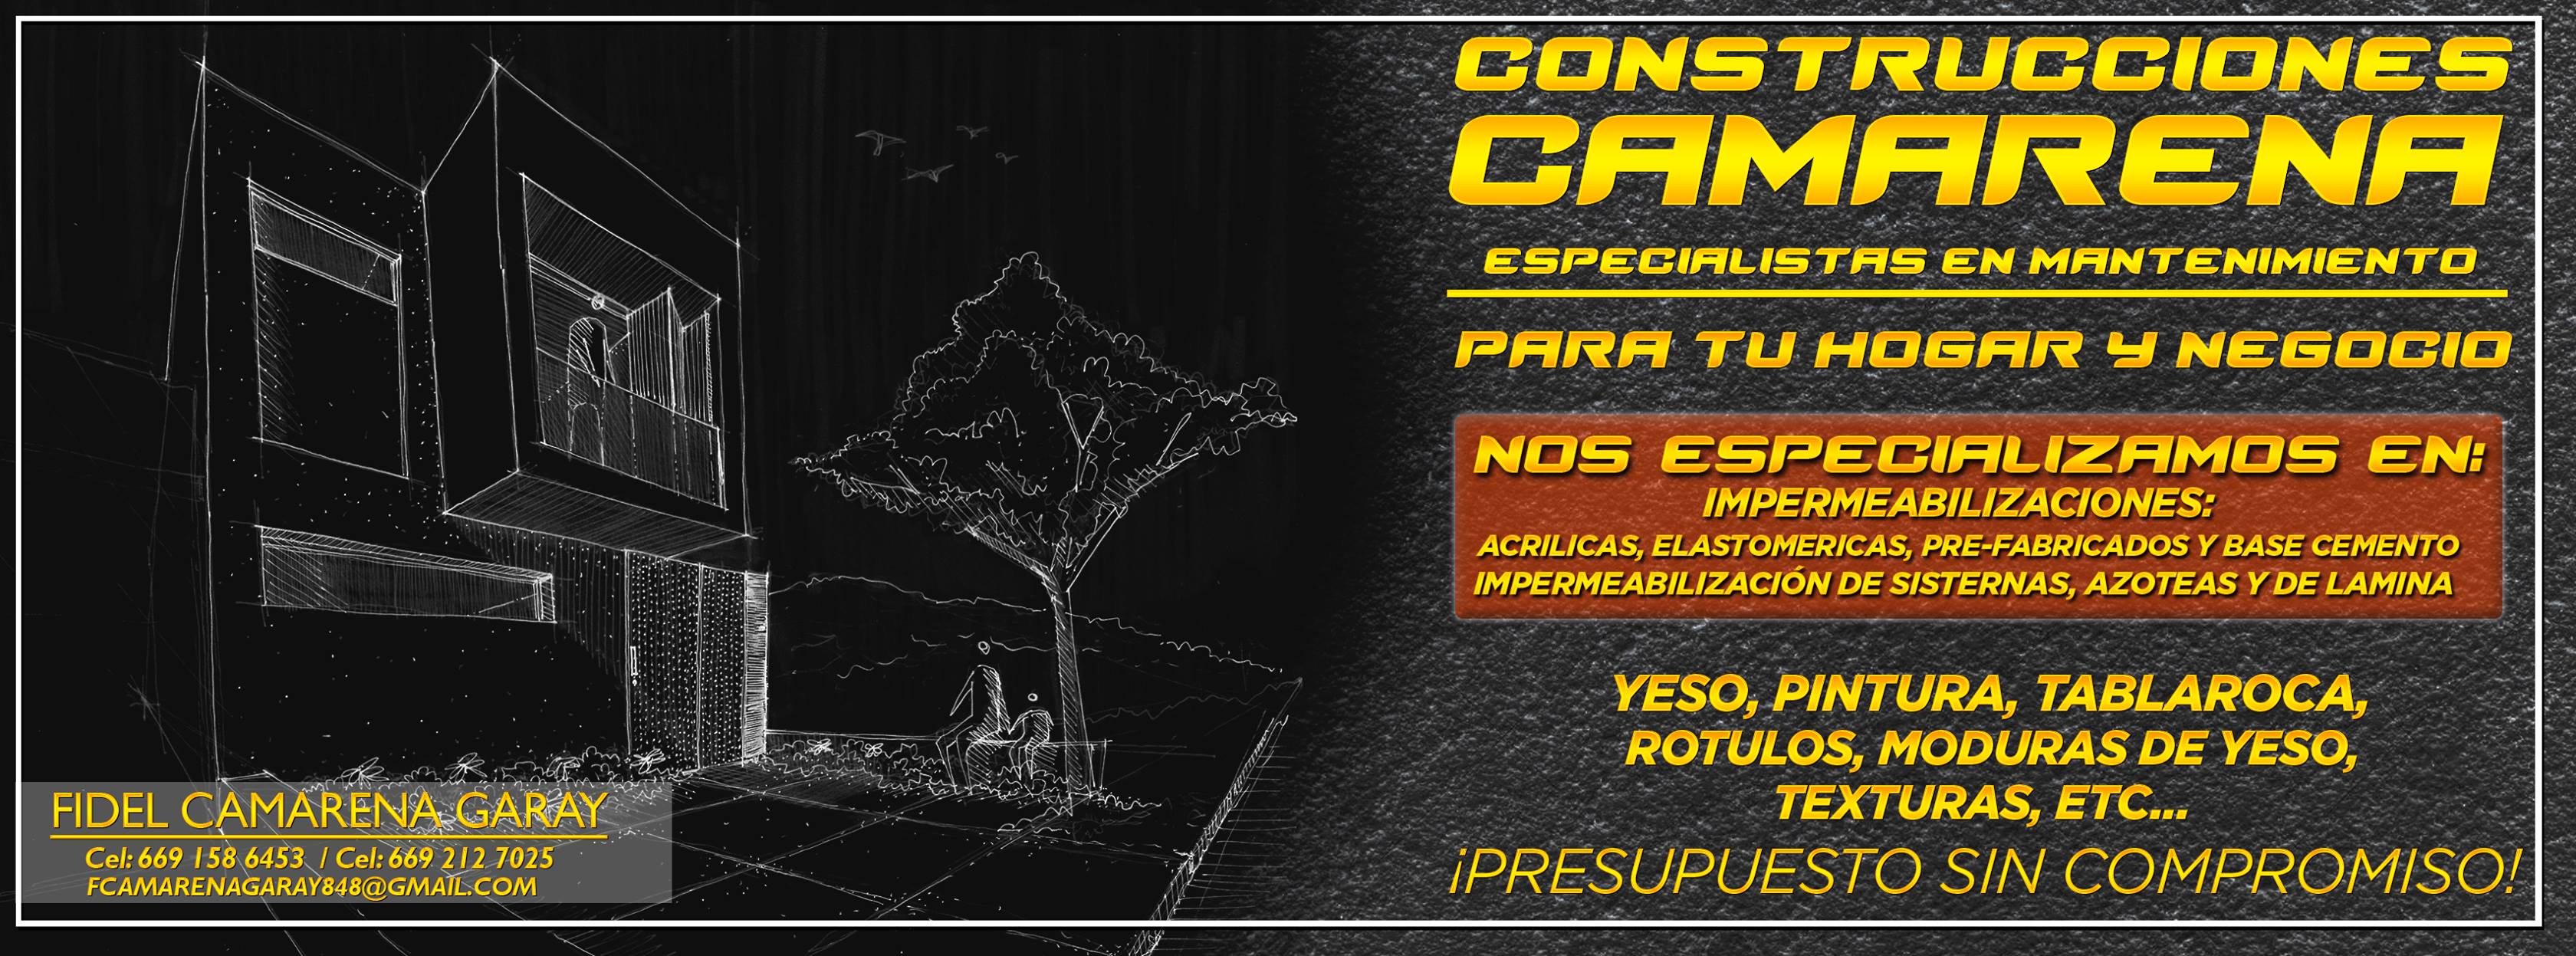 CONSTRUCCIONES
CAMARENA
ESPECIALISTAS EN MANTENIMIENTO
PARA TU HOGAR Y NEGOCIO
NOS ESPECIALIZAMOS EN:
IMPERMEABILIZACIONES:
ACRILICAS, ELASTOMERICAS, PRE-FABRICADOS Y BASE CEMENTO
IMPERMEABILIZACIÓN DE SISTERNAS, AZOTEAS Y DE LAMINA
YESO, PINTURA, TABLAROCA,
ROTULOS, MODURAS DE YESO,
TEXTURAS, ETC...
¡PRESUPUESTO SIN COMPROMISO!
FIDEL CAMARENA GARAY
Cel: 669 158 6453 / Cel: 669 212 7025
FCAMARENAGARAY848@GMAIL.COM